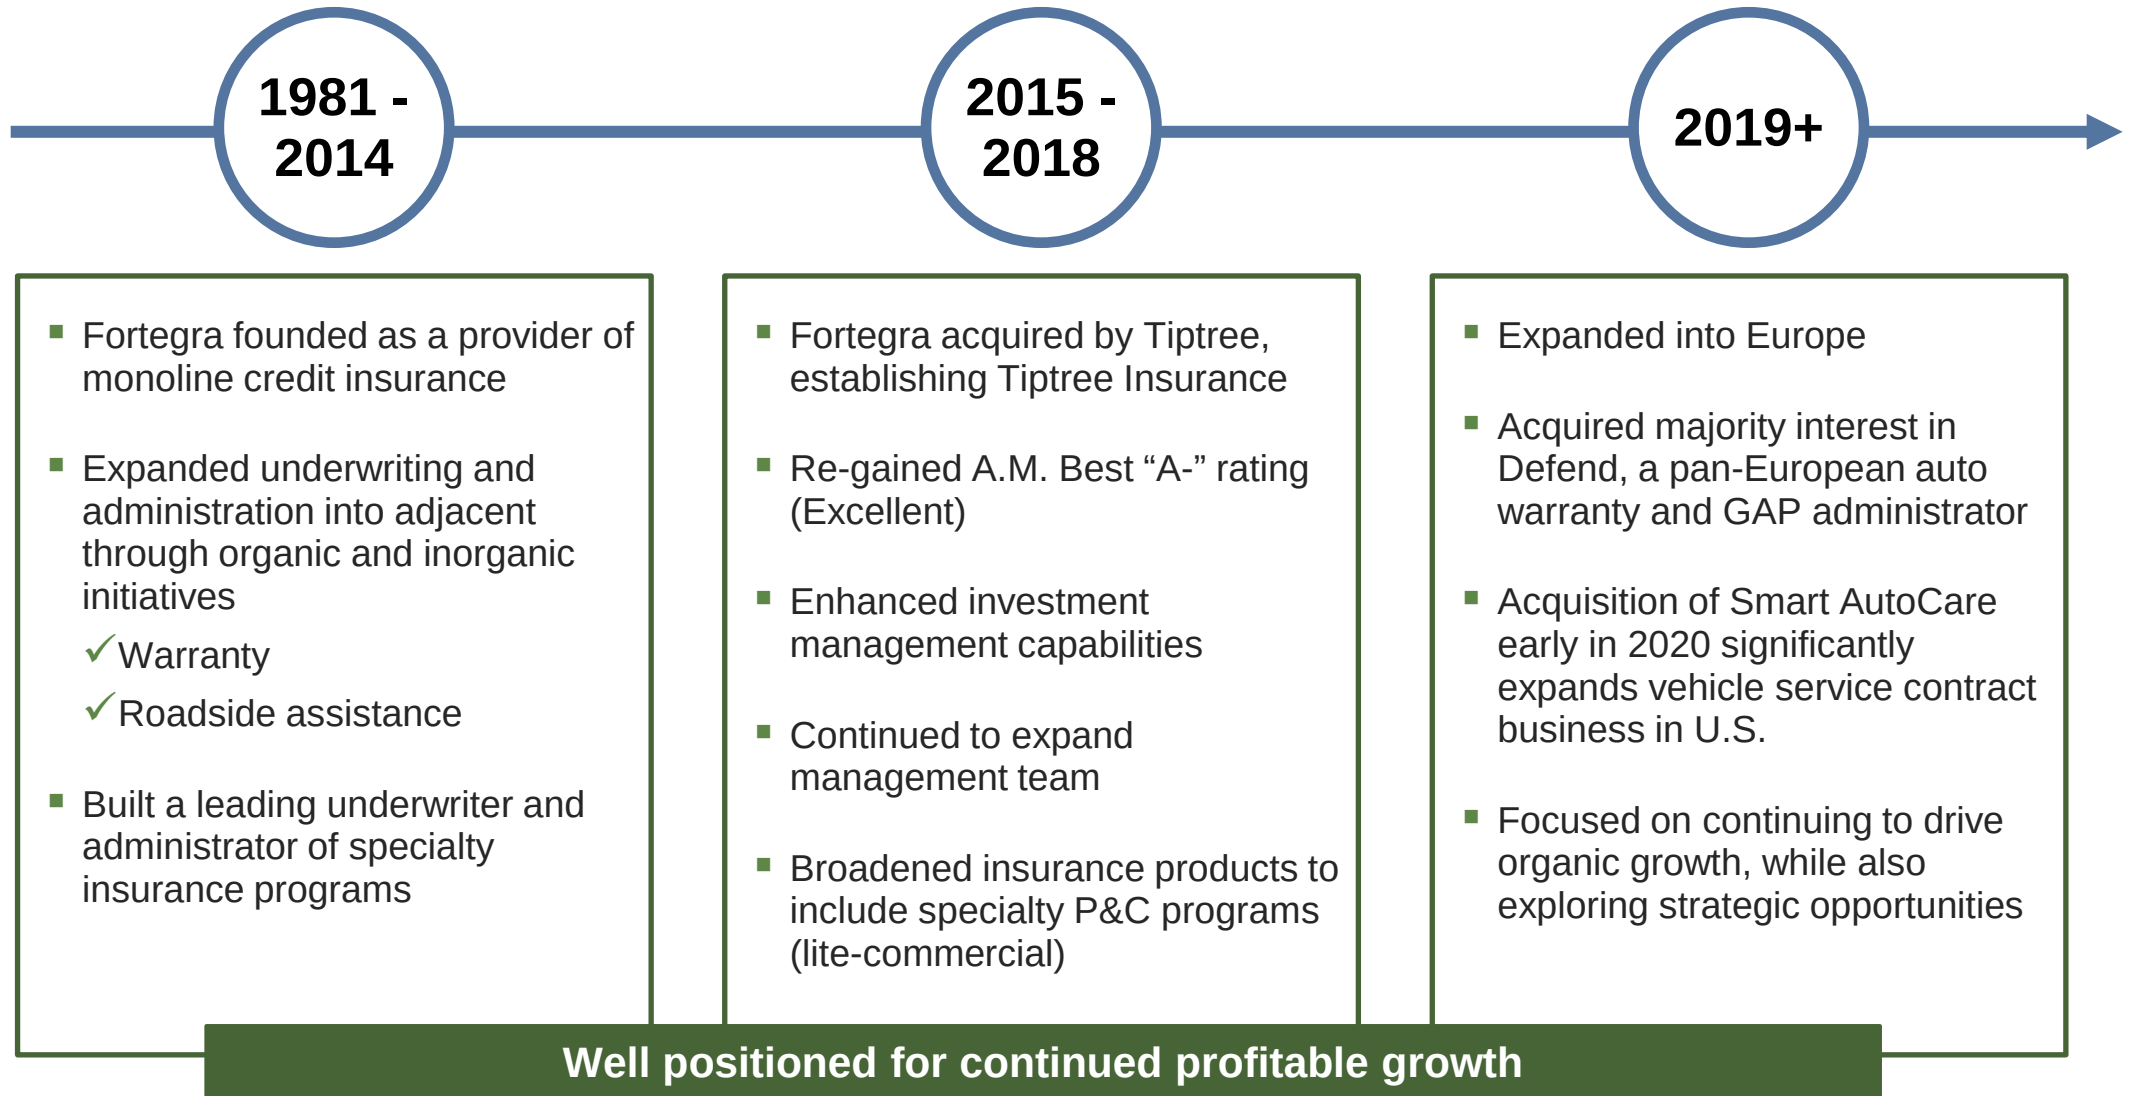 1981 -
2014
2015 -
2018
2019+
Fortegra founded as a provider of
monoline credit insurance
Expanded underwriting and
administration into adjacent
through organic and inorganic
initiatives
Warranty
Roadside assistance
Built a leading underwriter and
administrator of specialty
insurance programs
Fortegra acquired by Tiptree,
establishing Tiptree Insurance
Re-gained A.M. Best “A-” rating
(Excellent)
Enhanced investment
management capabilities
Continued to expand
management team
Broadened insurance products to
include specialty P&C programs
(lite-commercial)
Expanded into Europe
Acquired majority interest in
Defend, a pan-European auto
warranty and GAP administrator
Acquisition of Smart AutoCare
early in 2020 significantly
expands vehicle service contract
business in U.S.
Focused on continuing to drive
organic growth, while also
exploring strategic opportunities
Well positioned for continued profitable growth